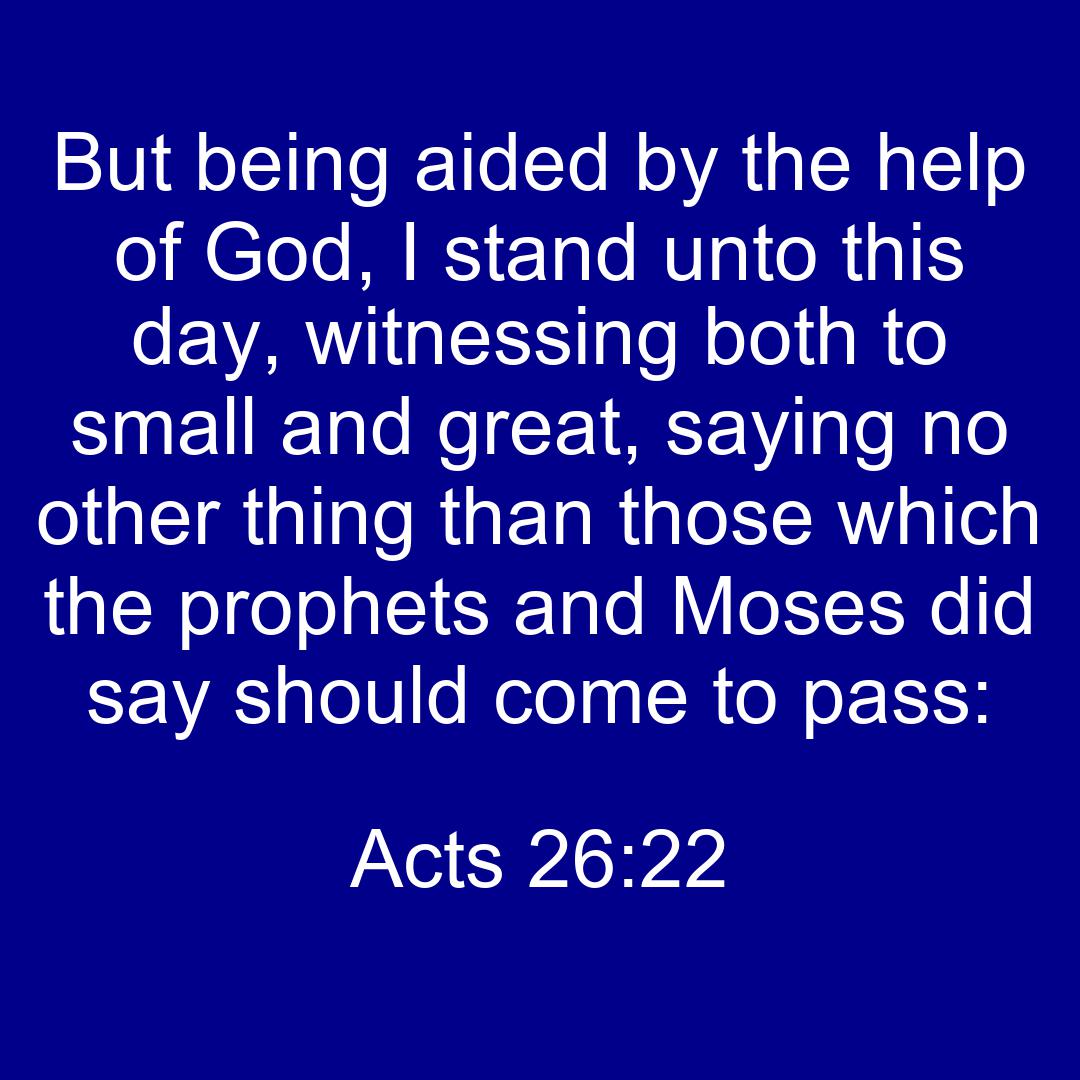 But being aided by the help
of God, I stand unto this
day, witnessing both to
small and great, saying no
other thing than those which
the prophets and Moses did
say should come to pass:
Acts 26:22